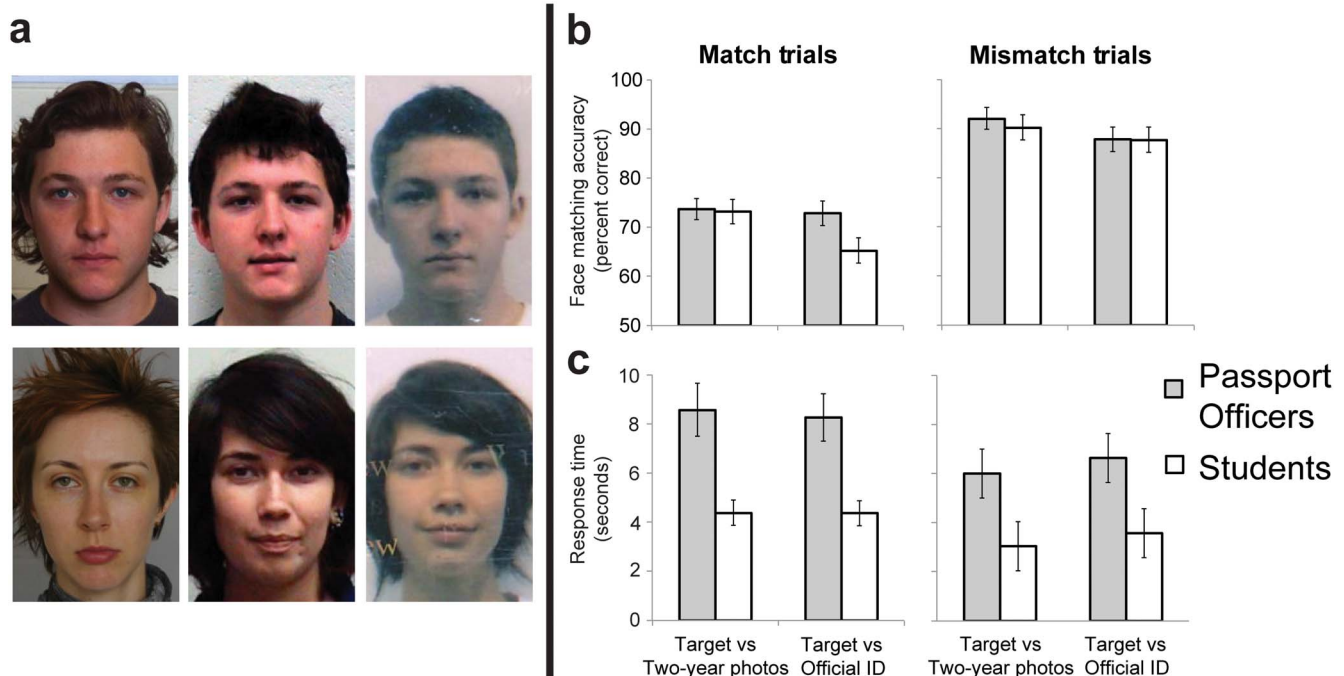 a
ew
w
ew
b
Match trials
Mismatch trials
Face matching accuracy
(percent correct)
100
90
80
70
60
50
c
Response time
(seconds)
10
8
6
4
2
0
Target vs
Two-year photos
Target vs
Official ID
Target vs
Two-year photos
Target vs
Official ID
Passport
Officers
Students